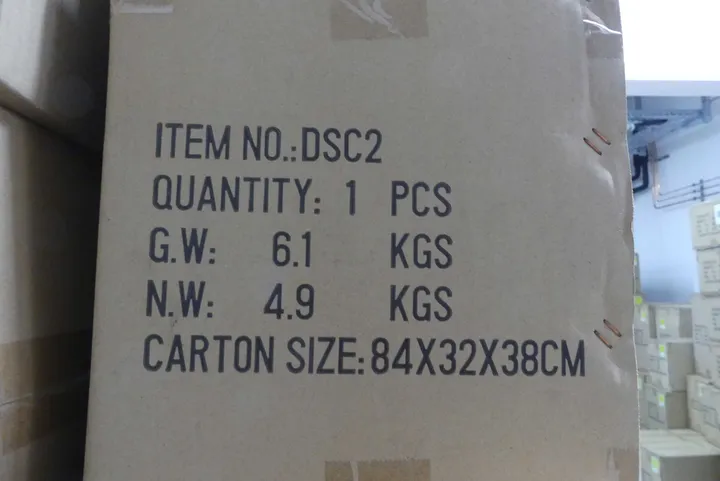 ITEM NO.:DSC2
QUANTITY: 1 PCS
G.W: 6.1 KGS
N.W: 4.9 KGS
CARTON SIZE:84X32X38CM